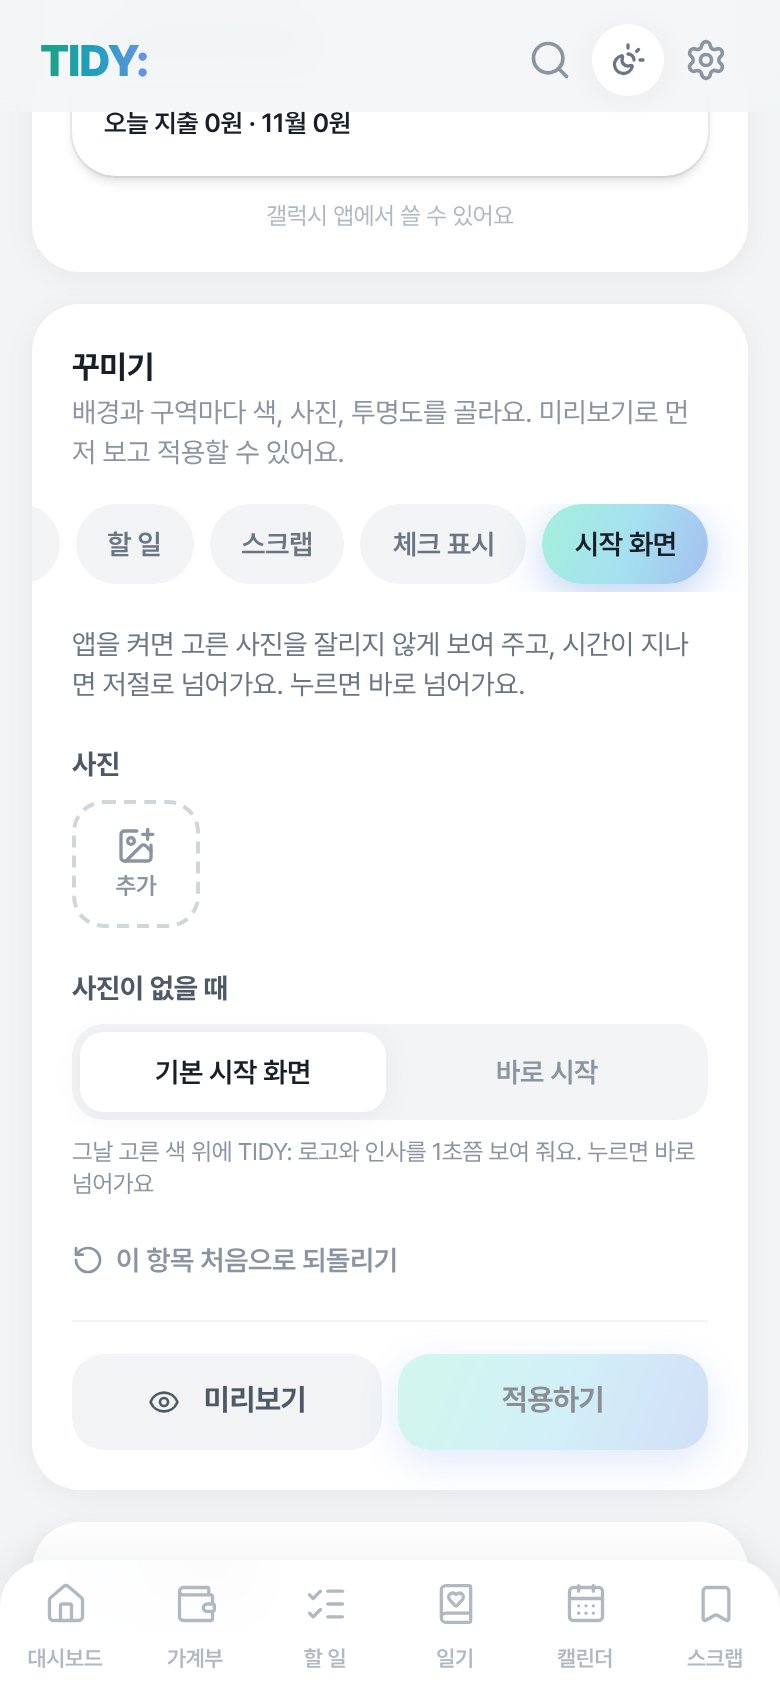 TIDY:
오늘 지출 0원 · 11월 0원
갤럭시 앱에서 쓸 수 있어요
꾸미기
배경과 구역마다 색, 사진, 투명도를 골라요. 미리보기로 먼
저 보고 적용할 수 있어요.
할 일
스크랩
체크 표시
시작 화면
앱을 켜면 고른 사진을 잘리지 않게 보여 주고, 시간이 지나
면 저절로 넘어가요. 누르면 바로 넘어가요.
사진
추가
사진이 없을 때
기본 시작 화면
바로 시작
그날 고른 색 위에 TIDY: 로고와 인사를 1초쯤 보여 줘요. 누르면 바로
넘어가요
이 항목 처음으로 되돌리기
미리보기
적용하기
대시보드
가계부
할 일
일기
캘린더
스크랩